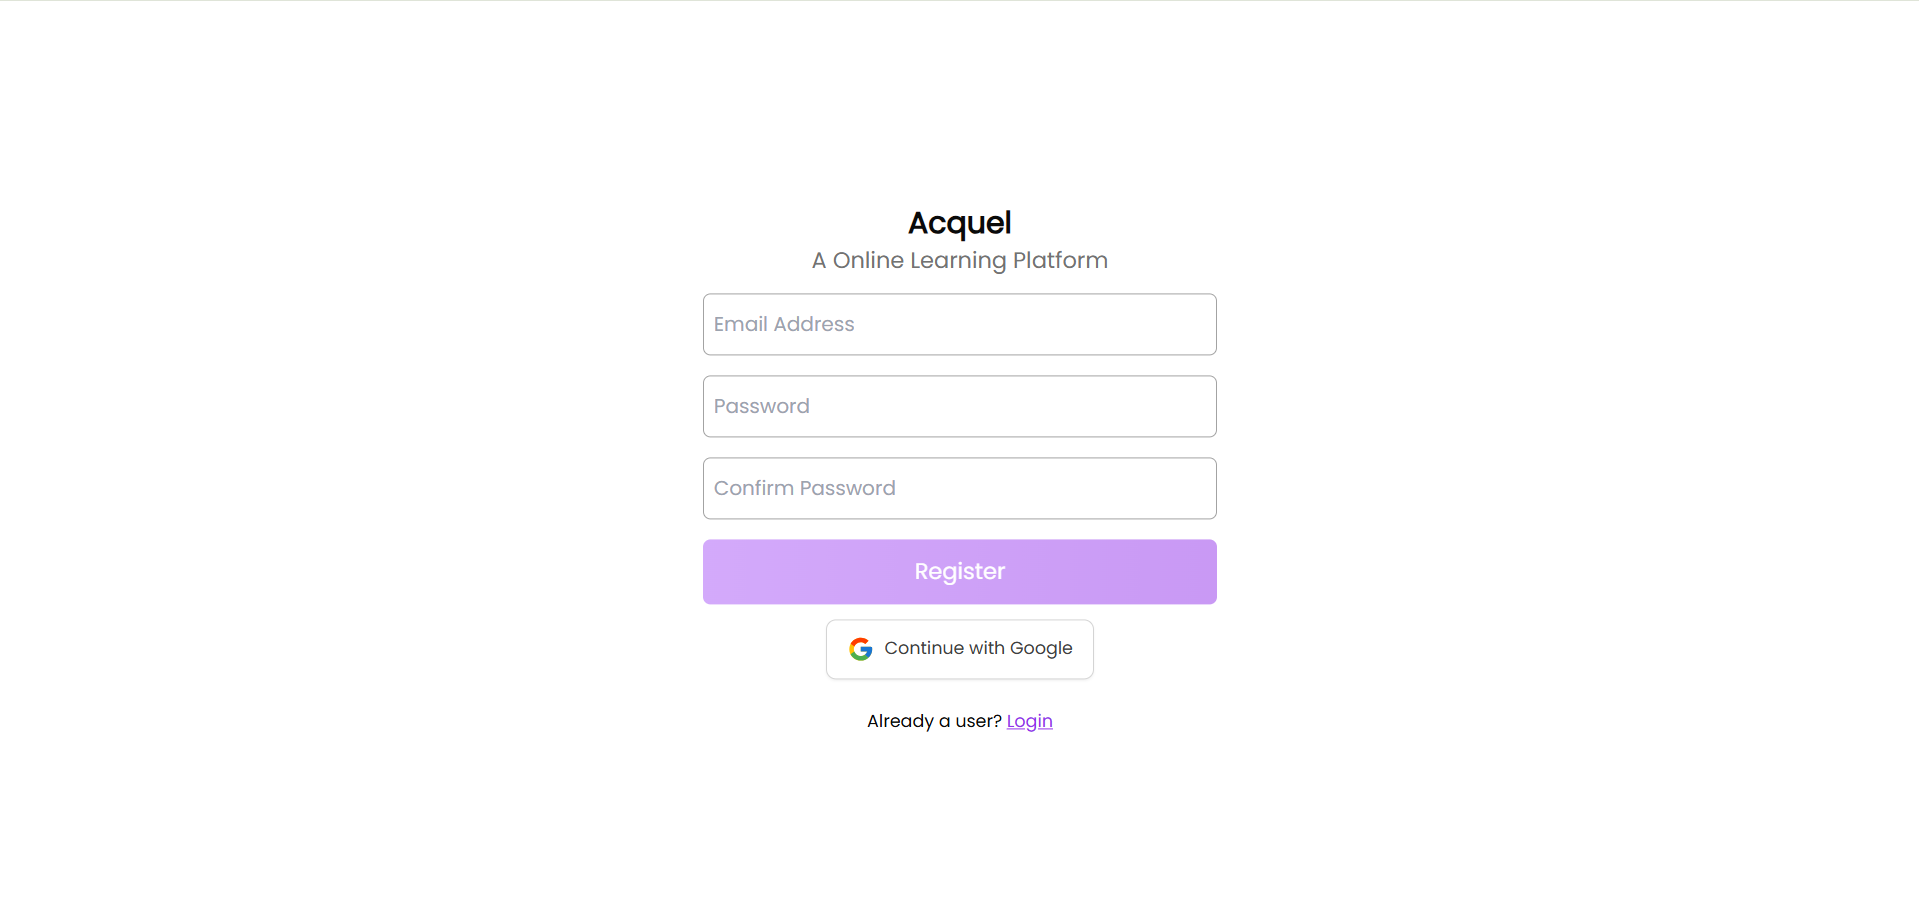 Acquel
A Online Learning Platform
Email Address
Password
Confirm Password
Register
Continue with Google
Already a user? Login